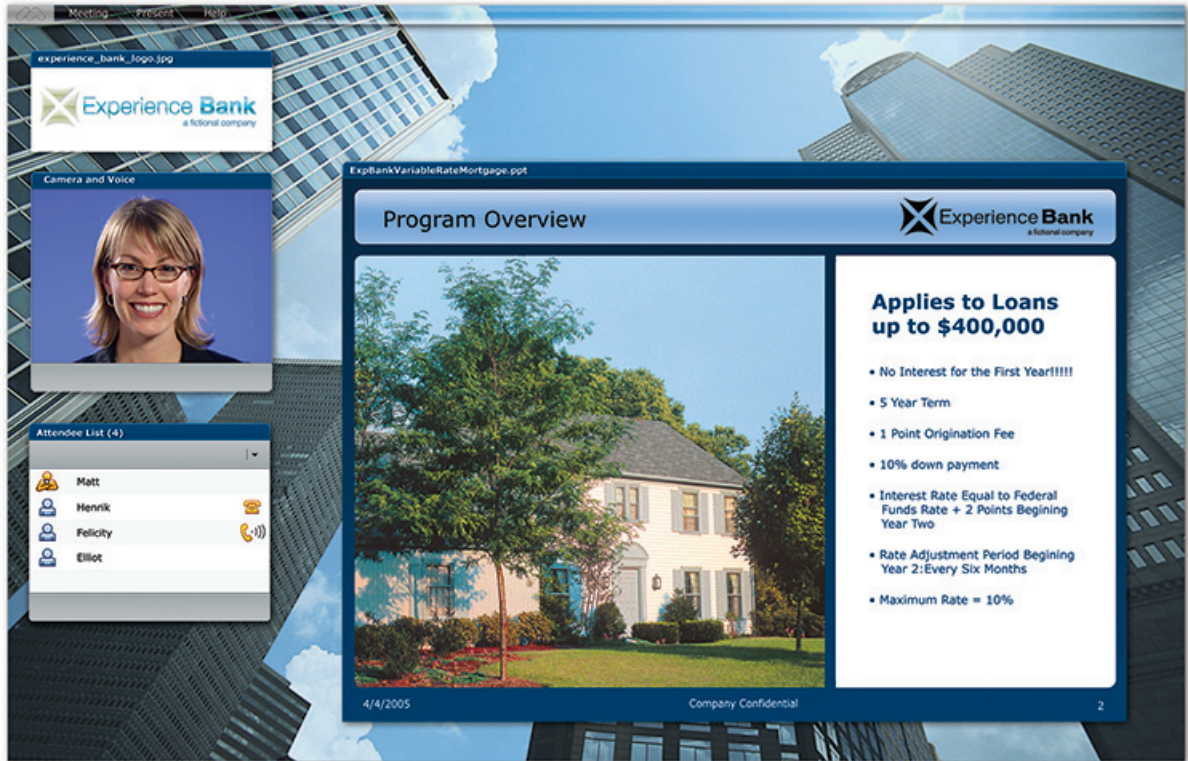 Meeting Present Help
experience_bank_logo.jpg
Experience Bank
a fictional company
Camera and Voice
Attendee List (4)
Matt
Henrik
Felicity
Elliot
ExpBankVariableRateMortgage.ppt
Program Overview
Experience Bank
a fictional company
Applies to Loans
up to $400,000
• No Interest for the First Year!!!!!
• 5 Year Term
• 1 Point Origination Fee
• 10% down payment
• Interest Rate Equal to Federal
Funds Rate + 2 Points Begining
Year Two
• Rate Adjustment Period Begining
Year 2:Every Six Months
• Maximum Rate = 10%
4/4/2005 Company Confidential 2